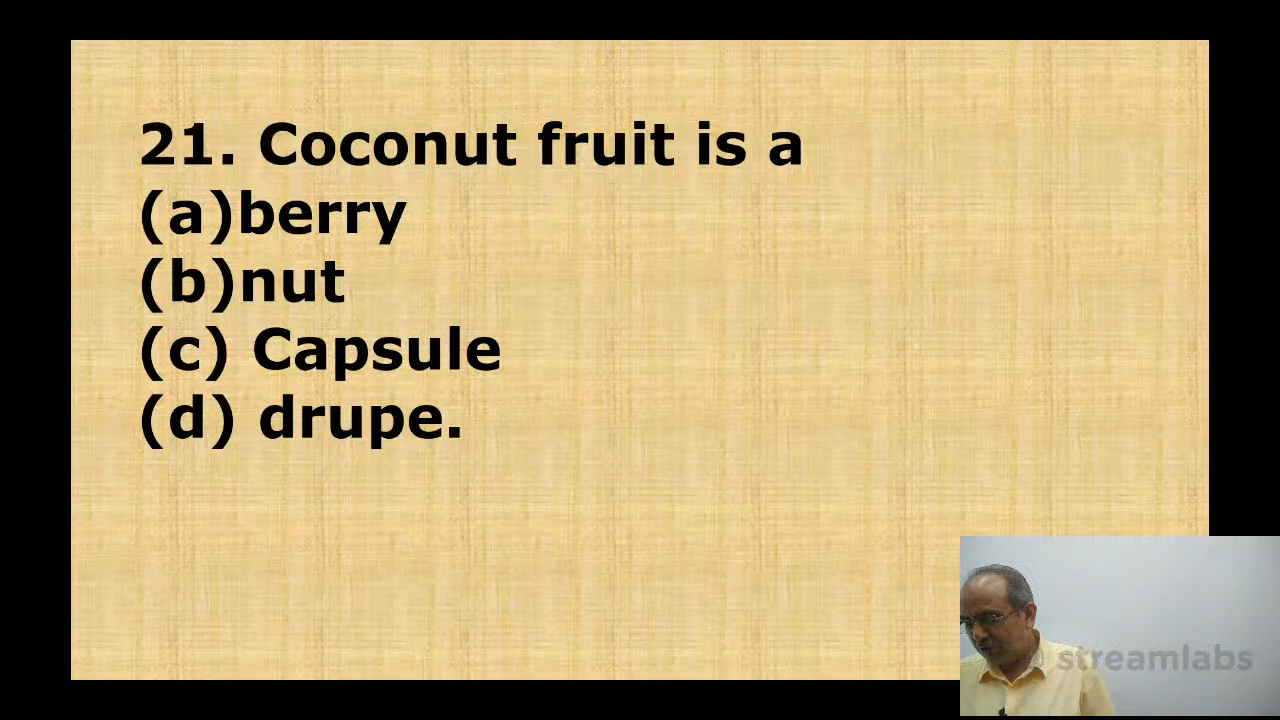 21. Coconut fruit is a
(a)berry
(b)nut
(c) Capsule
(d) drupe.
streamlabs